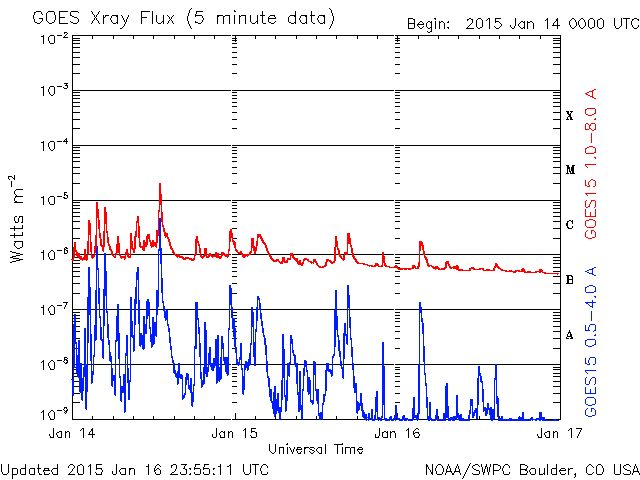 GOES Xray Flux (5 minute data)
Begin: 2015 Jan 14 0000 UTC
10-2
10-3
10-4
10-5
10-6
10-7
10-8
10-9
Watts m-2
X
M
C
B
A
GOES15 1.0-8.0 A
GOES15 0.5-4.0 A
Jan 14
Jan 15
Jan 16
Jan 17
Universal Time
Updated 2015 Jan 16 23:55:11 UTC
NOAA/SWPC Boulder, CO USA